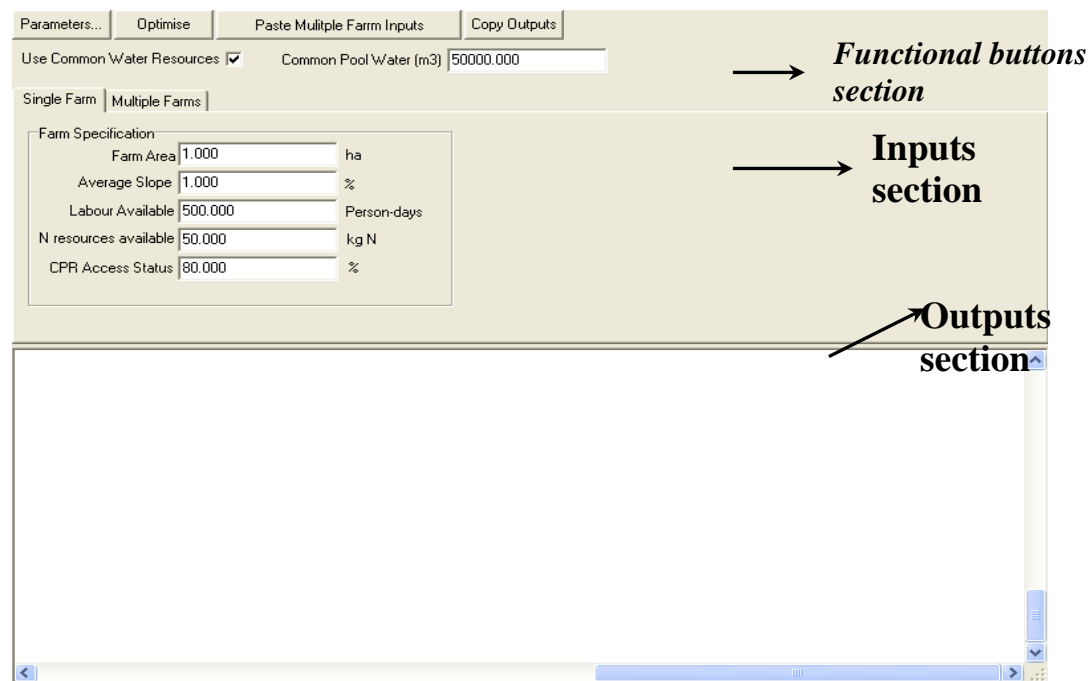 Parameters... Optimise Paste Mulitple Farrm Inputs Copy Outputs
Use Common Water Resources Common Pool Water (m3) 50000.000
Functional buttons
section
Single Farm Multiple Farms
Farm Specification
Farm Area 1.000 ha
Average Slope 1.000 %
Labour Available 500.000 Person-days
N resources available 50.000 kg N
CPR Access Status 80.000 %
Inputs
section
Outputs
section